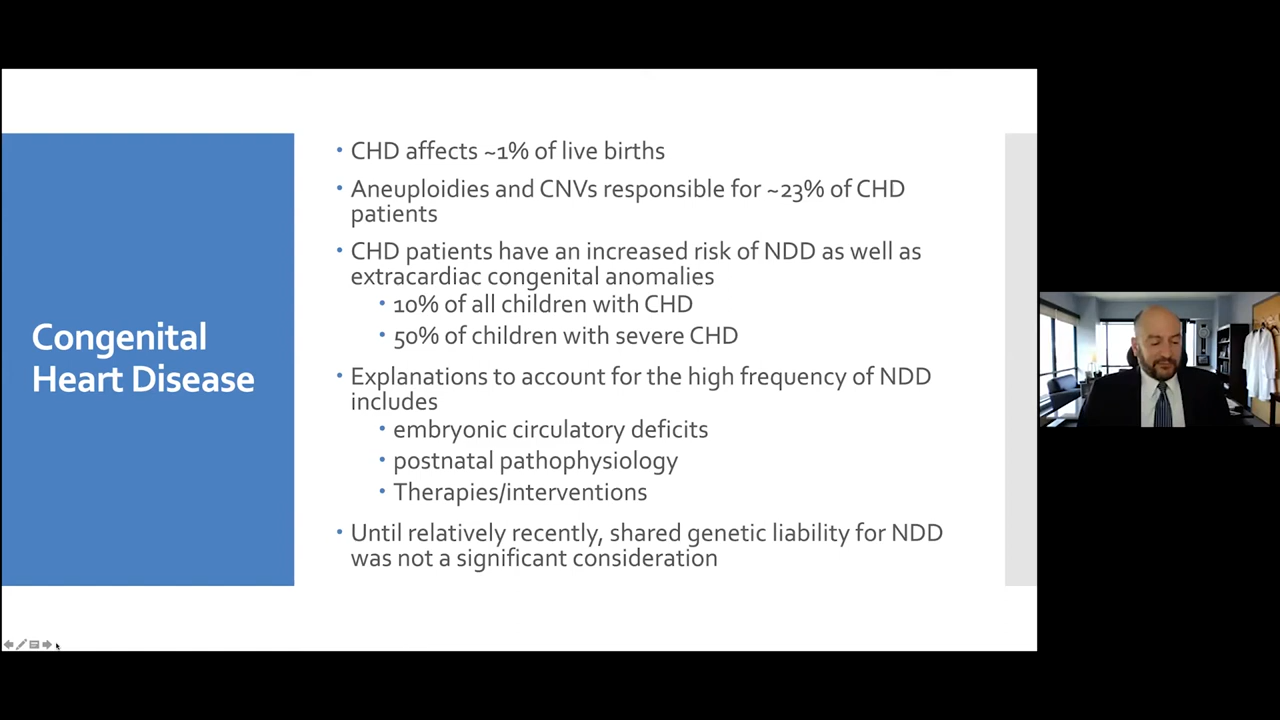 Congenital
Heart Disease
• CHD affects ~1% of live births
• Aneuploidies and CNVs responsible for ~23% of CHD
patients
• CHD patients have an increased risk of NDD as well as
extracardiac congenital anomalies
• 10% of all children with CHD
• 50% of children with severe CHD
• Explanations to account for the high frequency of NDD
includes
• embryonic circulatory deficits
• postnatal pathophysiology
• Therapies/interventions
• Until relatively recently, shared genetic liability for NDD
was not a significant consideration